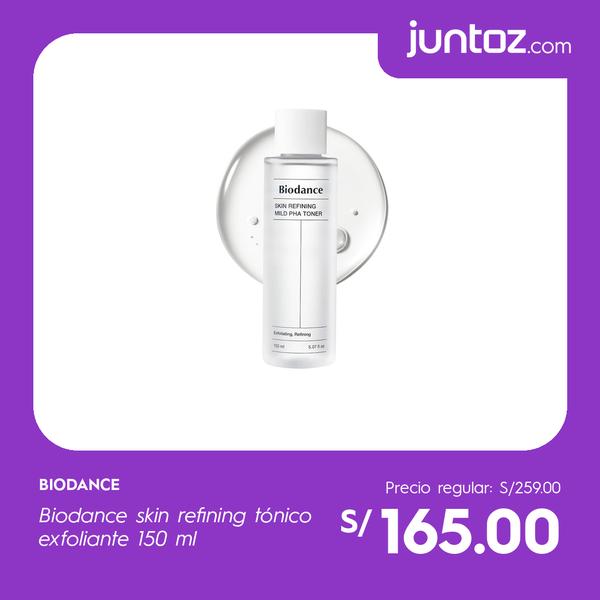 juntoz.com
Biodance
SKIN REFINING
MILD PHA TONER
Exfoliating, Refining
150 ml 5.07 fl oz
BIODANCE
Biodance skin refining tónico
exfoliante 150 ml
Precio regular: S/259.00
S/165.00